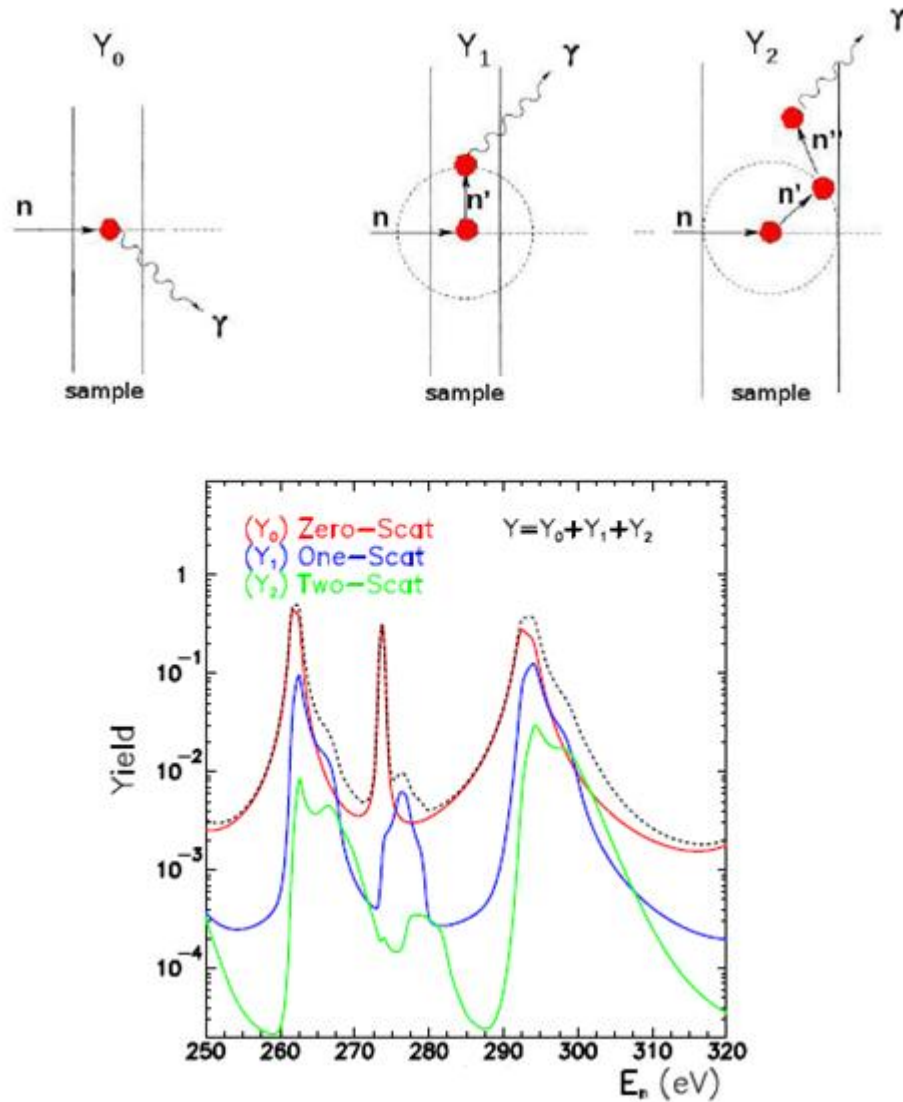 Y₀
Y₁
Y₂
γ
γ
γ
n
n
n'
n
n'
n''
sample
sample
sample
(Y₀) Zero-Scat
Y=Y₀+Y₁+Y₂
(Y₁) One-Scat
(Y₂) Two-Scat
1
10⁻¹
10⁻²
10⁻³
10⁻⁴
Yield
250 260 270 280 290 300 310 320
Eₙ (eV)